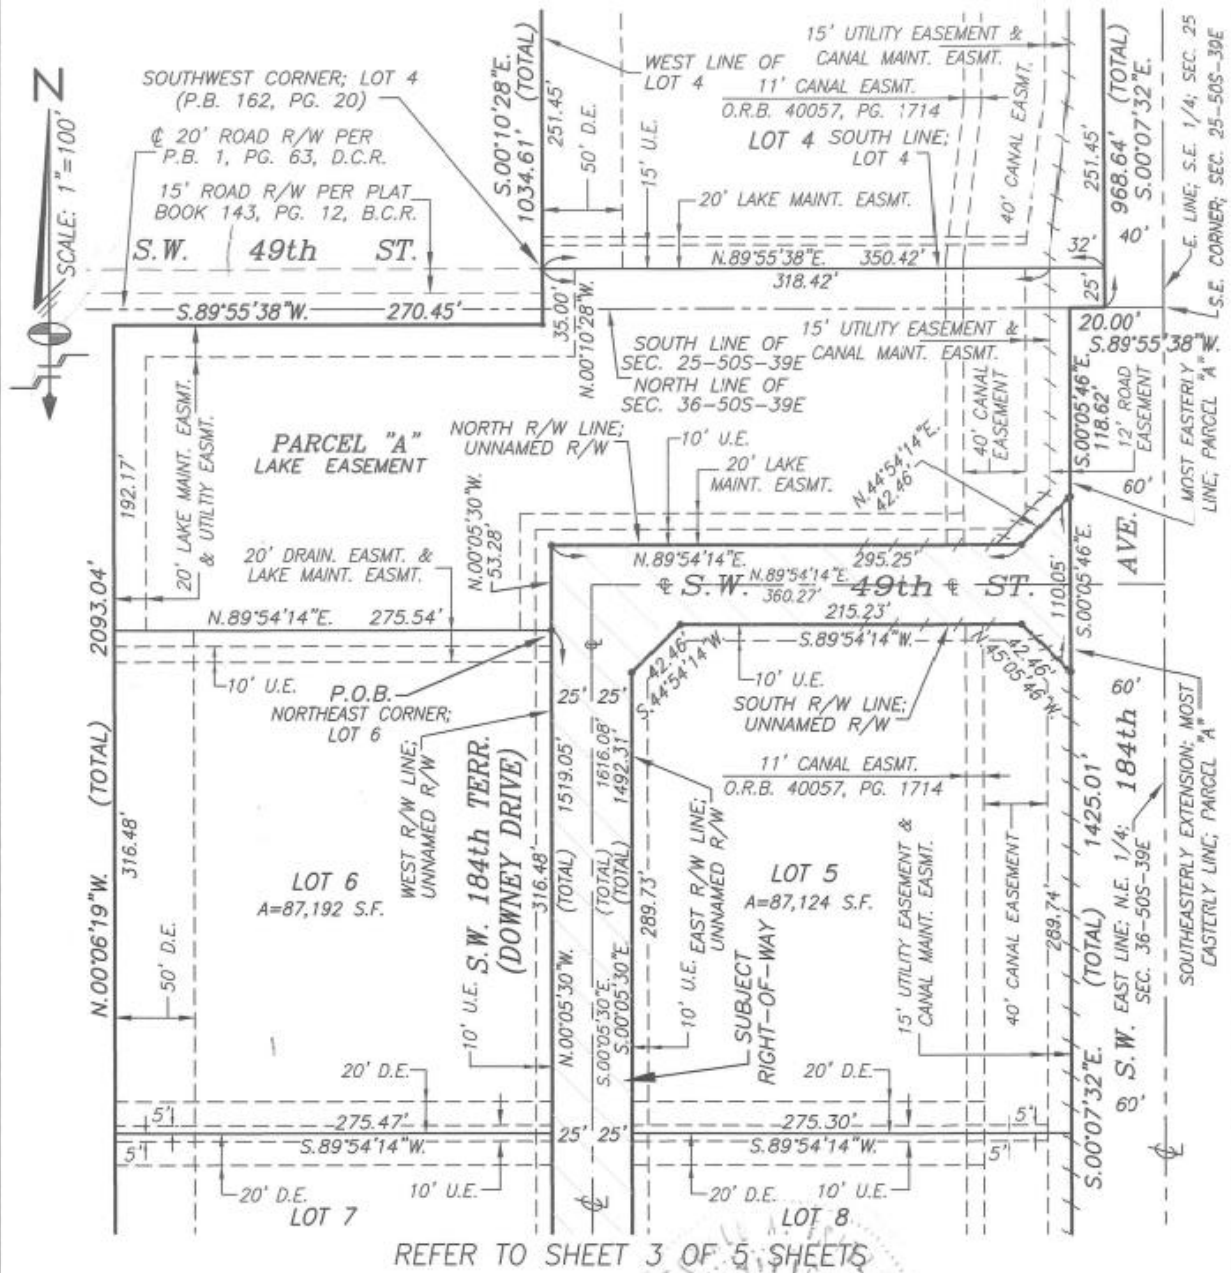 N
SCALE: 1"=100'
SOUTHWEST CORNER; LOT 4
(P.B. 162, PG. 20)
℄ 20' ROAD R/W PER
P.B. 1, PG. 63, D.C.R.
15' ROAD R/W PER PLAT
BOOK 143, PG. 12, B.C.R.
S.W. 49th ST.
S.89°55'38"W. 270.45'
S.00°10'28"E.
1034.61' (TOTAL)
251.45'
50' D.E.
15' U.E.
WEST LINE OF
LOT 4
15' UTILITY EASEMENT &
CANAL MAINT. EASMT.
11' CANAL EASMT.
O.R.B. 40057, PG. 1714
LOT 4
SOUTH LINE;
LOT 4
20' LAKE MAINT. EASMT.
40' CANAL EASMT.
N.89°55'38"E. 350.42'
318.42'
251.45'
968.64' (TOTAL)
S.00°07'32"E.
32'
40'
25'
E. LINE; S.E. 1/4; SEC. 25
S.E. CORNER; SEC. 25-50S-39E
20.00'
S.89°55'38"W.
35.00'
N.00°10'28"W.
SOUTH LINE OF
SEC. 25-50S-39E
NORTH LINE OF
SEC. 36-50S-39E
15' UTILITY EASEMENT &
CANAL MAINT. EASMT.
40' CANAL
EASEMENT
S.00°05'46"E.
118.62'
12' ROAD
EASEMENT
MOST EASTERLY
LINE; PARCEL "A"
192.17'
20' LAKE MAINT. EASMT.
& UTILTIY EASMT.
PARCEL "A"
LAKE EASEMENT
NORTH R/W LINE;
UNNAMED R/W
10' U.E.
20' LAKE
MAINT. EASMT.
N.44°54'14"E.
42.46'
60'
N.00°05'30"W.
53.28'
20' DRAIN. EASMT. &
LAKE MAINT. EASMT.
N.89°54'14"E. 275.54'
N.89°54'14"E. 295.25'
℄ S.W. 49th ℄ ST.
N.89°54'14"E.
360.27'
215.23'
S.89°54'14"W.
110.05'
S.00°05'46"E.
AVE.
2093.04'
(TOTAL)
N.00°06'19"W.
316.48'
10' U.E.
P.O.B.
NORTHEAST CORNER;
LOT 6
℄
25' 25'
42.46'
S.44°54'14"W.
10' U.E.
SOUTH R/W LINE;
UNNAMED R/W
42.46'
N.45°05'46"W.
60'
11' CANAL EASMT.
O.R.B. 40057, PG. 1714
WEST R/W LINE;
UNNAMED R/W
S.W. 184th TERR.
(DOWNEY DRIVE)
316.48'
1519.05'
(TOTAL)
N.00°05'30"W.
1616.08'
(TOTAL)
S.00°05'30"E.
1492.31'
(TOTAL)
S.00°05'30"E.
289.73'
EAST R/W LINE;
UNNAMED R/W
10' U.E.
SUBJECT
RIGHT-OF-WAY
LOT 6
A=87,192 S.F.
50' D.E.
10' U.E.
LOT 5
A=87,124 S.F.
15' UTILITY EASEMENT &
CANAL MAINT. EASMT.
40' CANAL EASEMENT
289.74'
1425.01'
(TOTAL)
S.00°07'32"E.
S.W. 184th
EAST LINE; N.E. 1/4;
SEC. 36-50S-39E
SOUTHEASTERLY EXTENSION; MOST
EASTERLY LINE; PARCEL "A"
60'
20' D.E.
5'
5'
275.47'
S.89°54'14"W.
25' 25'
20' D.E.
275.30'
S.89°54'14"W.
5'
5'
℄
20' D.E.
10' U.E.
LOT 7
℄
20' D.E.
10' U.E.
LOT 8
REFER TO SHEET 3 OF 5 SHEETS